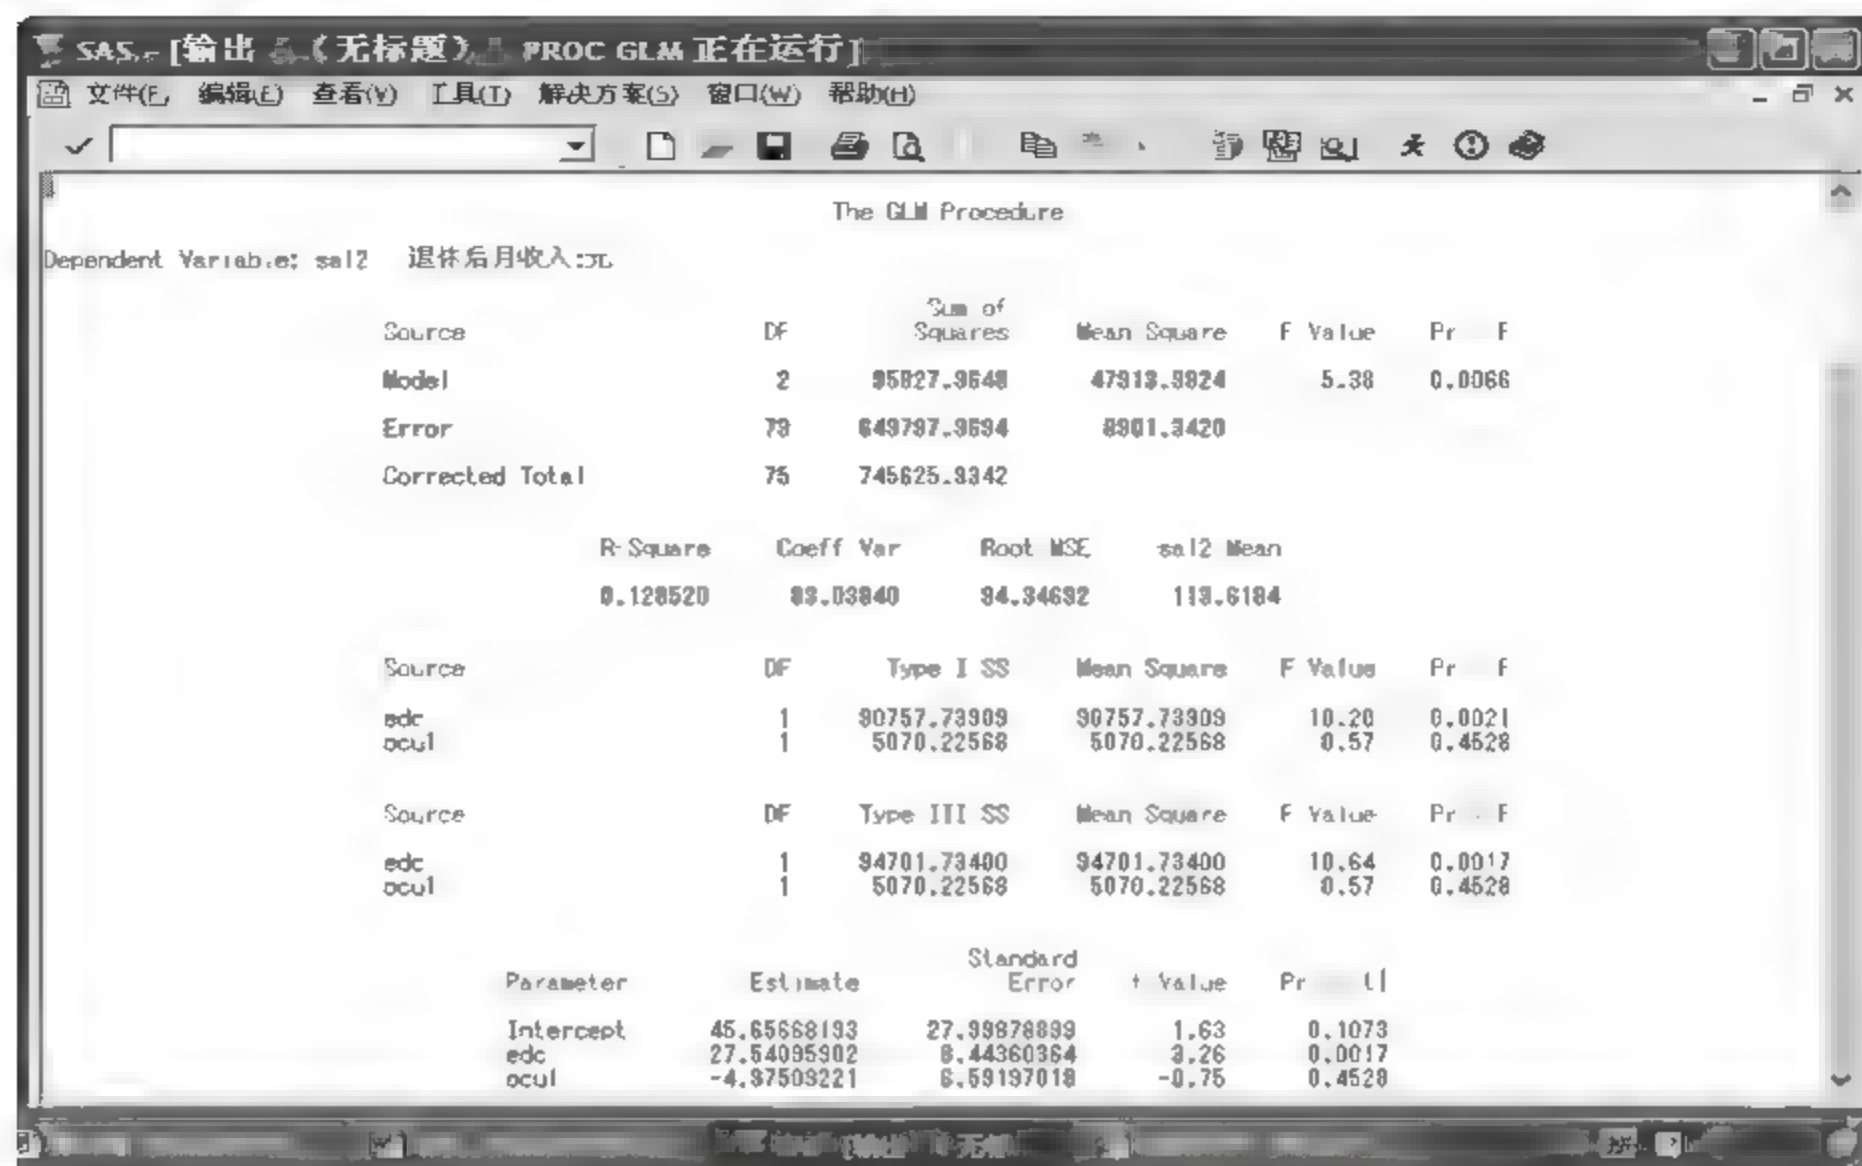 SAS - [输出 - (无标题) PROC GLM 正在运行]
文件(F) 编辑(E) 查看(V) 工具(T) 解决方案(S) 窗口(W) 帮助(H)
The GLM Procedure
Dependent Variable: sal2 退休后月收入:元
Sum of
Source DF Squares Mean Square F Value Pr F
Model 2 95827.9648 47913.9824 5.38 0.0066
Error 73 649797.9694 8901.3420
Corrected Total 75 745625.9342
R-Square Coeff Var Root MSE sal2 Mean
0.128520 83.03840 94.34692 113.6184
Source DF Type I SS Mean Square F Value Pr F
edc 1 90757.73909 90757.73909 10.20 0.0021
ocu1 1 5070.22568 5070.22568 0.57 0.4528
Source DF Type III SS Mean Square F Value Pr F
edc 1 94701.73400 94701.73400 10.64 0.0017
ocu1 1 5070.22568 5070.22568 0.57 0.4528
Standard
Parameter Estimate Error t Value Pr t|
Intercept 45.65668193 27.99878899 1.63 0.1073
edc 27.54095902 8.44360364 3.26 0.0017
ocu1 -4.97509221 6.59197018 -0.75 0.4528